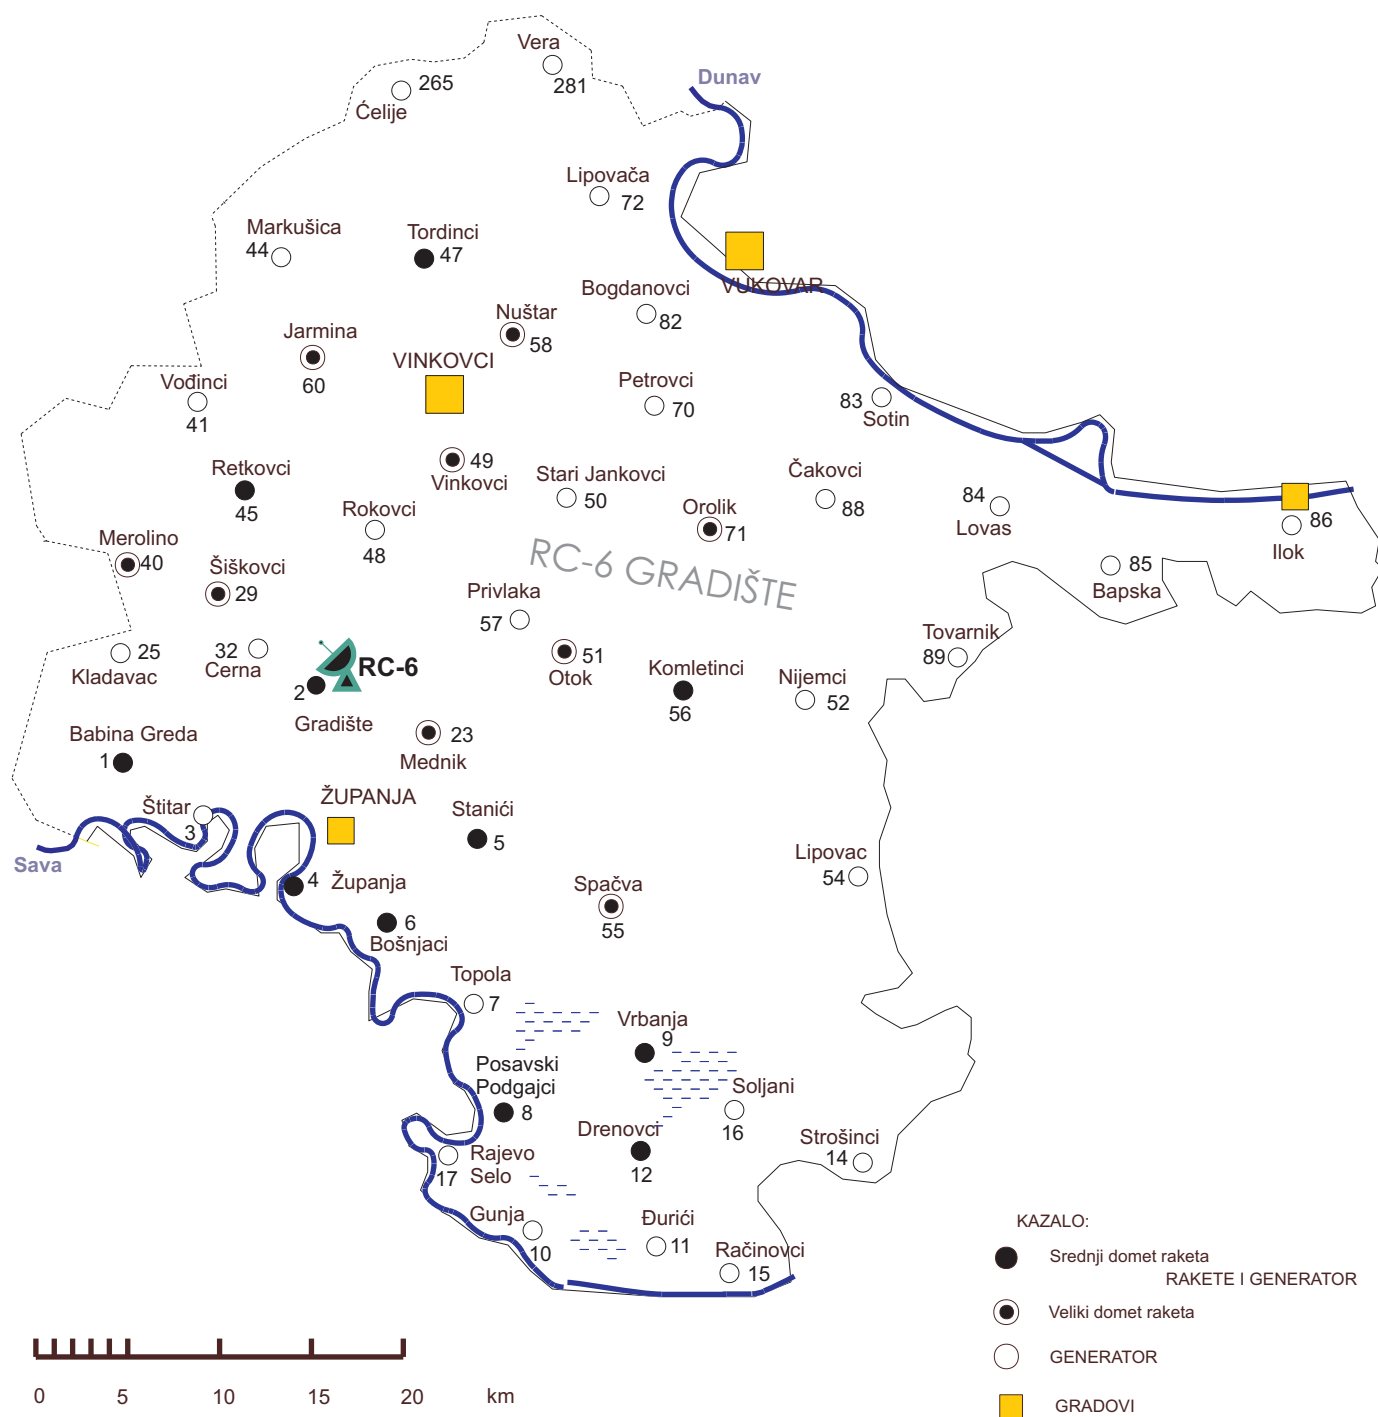 Vera
281
Dunav
265
Ćelije
Lipovača
72
Markušica
44
Tordinci
47
VUKOVAR
Bogdanovci
82
Nuštar
58
Jarmina
60
VINKOVCI
Vođinci
41
Petrovci
70
83
Sotin
49
Vinkovci
Retkovci
45
Stari Jankovci
50
Čakovci
88
84
Lovas
86
Ilok
Rokovci
48
Orolik
71
Merolino
40
RC-6 GRADIŠTE
85
Bapska
Šiškovci
29
Privlaka
57
25
Kladavac
32
Cerna
RC-6
2
Gradište
51
Otok
Komletinci
56
Nijemci
52
Tovarnik
89
Babina Greda
1
23
Mednik
Štitar
3
ŽUPANJA
Stanići
5
Sava
4
Županja
Lipovac
54
Spačva
55
6
Bošnjaci
Topola
7
Vrbanja
9
Posavski
Podgajci
8
Soljani
16
Drenovci
12
Strošinci
14
Rajevo
Selo
17
Gunja
10
Đurići
11
Račinovci
15
KAZALO:
Srednji domet raketa
RAKETE I GENERATOR
Veliki domet raketa
GENERATOR
GRADOVI
0 5 10 15 20 km